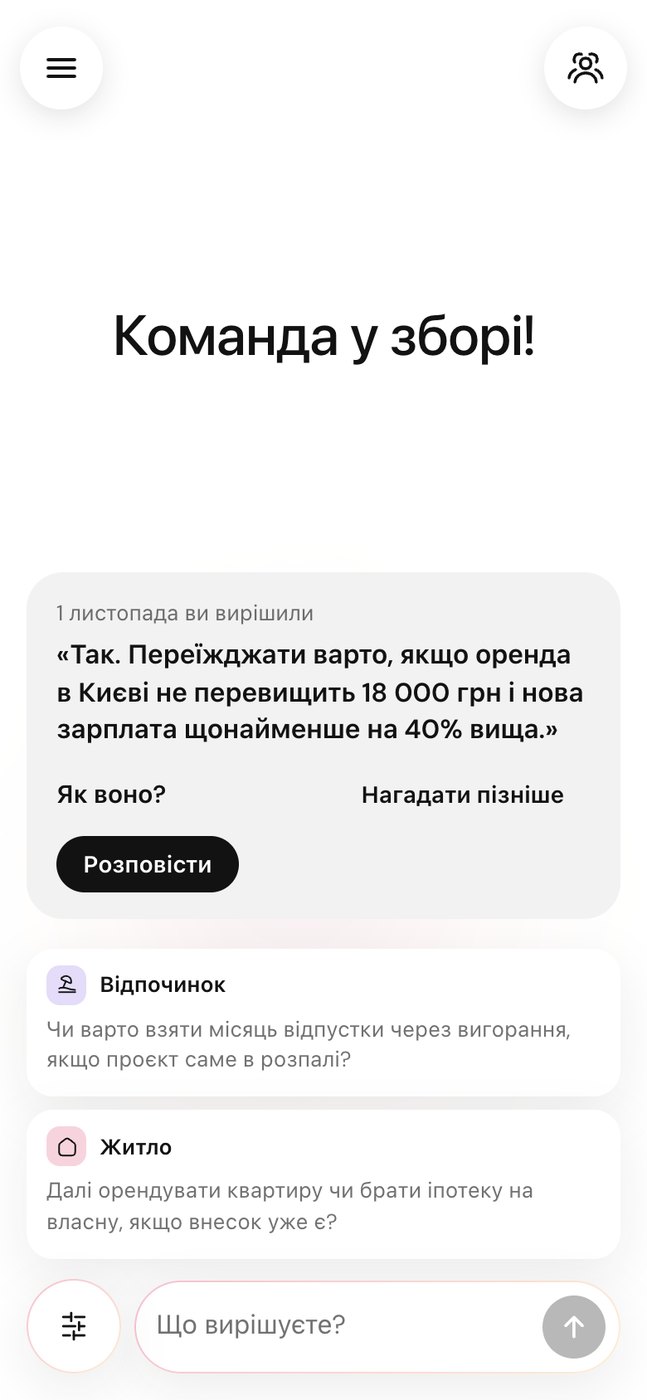 Команда у зборі!
1 листопада ви вирішили
«Так. Переїжджати варто, якщо оренда
в Києві не перевищить 18 000 грн і нова
зарплата щонайменше на 40% вища.»
Як воно?
Нагадати пізніше
Розповісти
Відпочинок
Чи варто взяти місяць відпустки через вигорання,
якщо проєкт саме в розпалі?
Житло
Далі орендувати квартиру чи брати іпотеку на
власну, якщо внесок уже є?
Що вирішуєте?